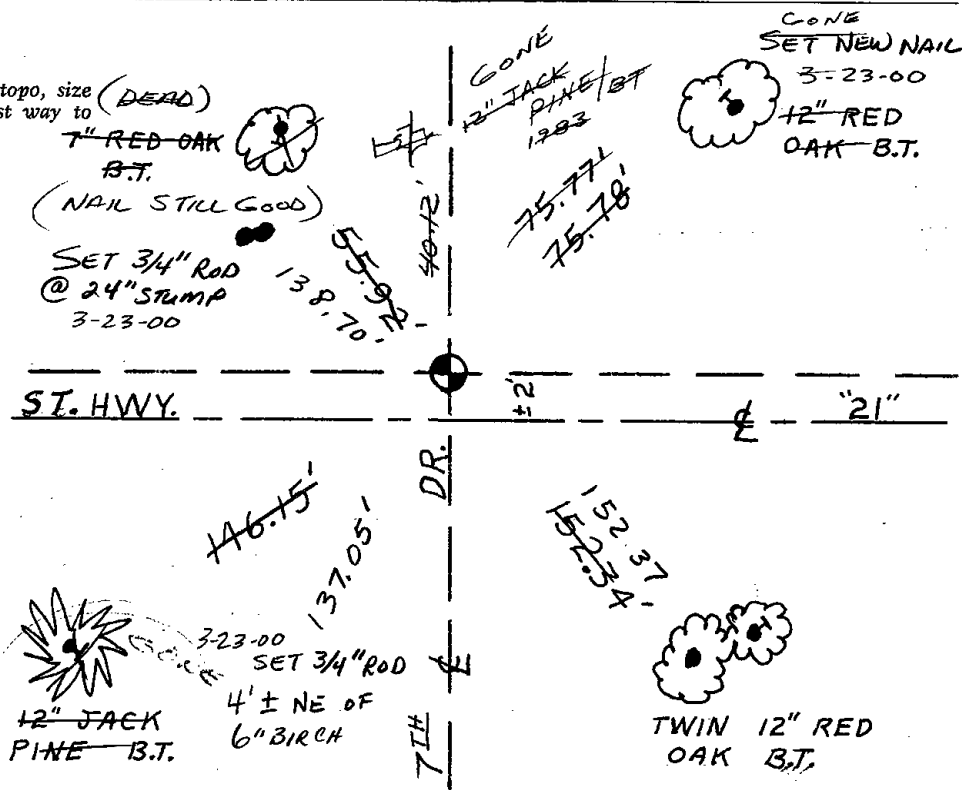 topo, size
st way to
(DEAD)
7" RED OAK
B.T.
(NAIL STILL GOOD)
SET 3/4" ROD
@ 24" STUMP
3-23-00
55.92'
138.70'
40.12'
GONE
12" JACK
PINE / BT
1983
75.77'
75.78'
GONE
SET NEW NAIL
3-23-00
12" RED
OAK B.T.
ST. HWY.
±2'
℄
"21"
146.15'
137.05'
7TH ℄ DR.
152.37
152.34'
GONE
12" JACK
PINE B.T.
3-23-00
SET 3/4" ROD
4' ± NE OF
6" BIRCH
TWIN 12" RED
OAK B.T.